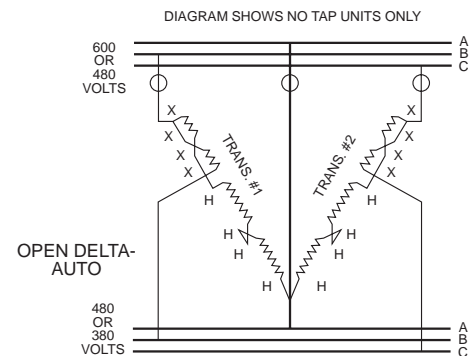 DIAGRAM SHOWS NO TAP UNITS ONLY
600
OR
480
VOLTS
A
B
C
X
X
X
X
H
H
H
H
TRANS. #1
X
X
X
X
H
H
H
H
TRANS. #2
OPEN DELTA-
AUTO
480
OR
380
VOLTS
A
B
C